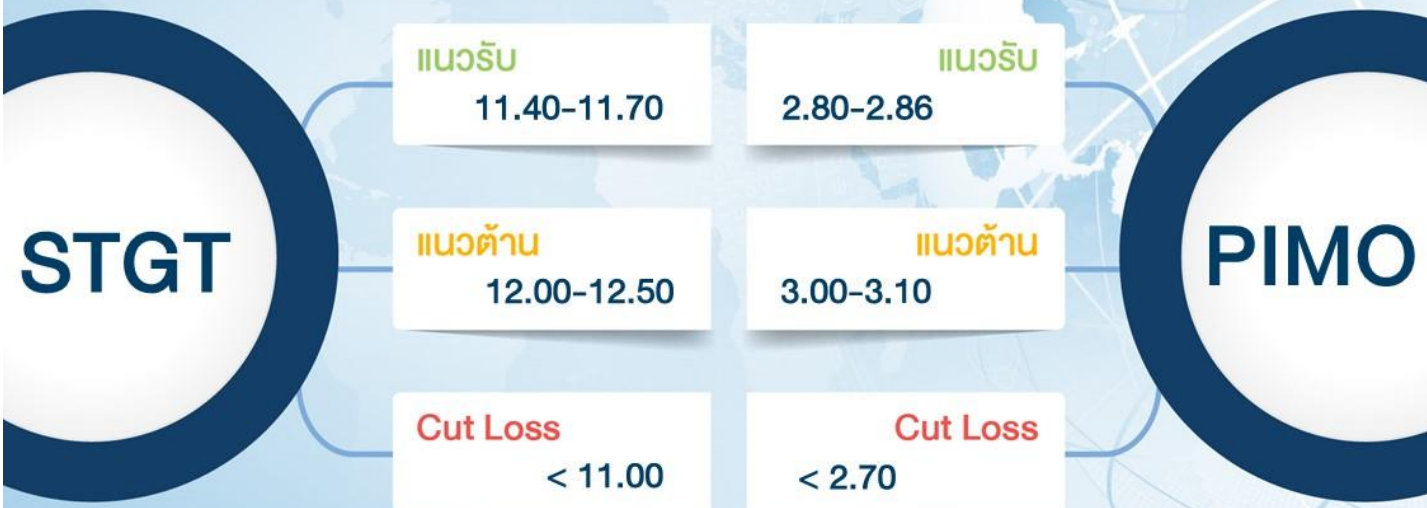 STGT
แนวรับ
11.40-11.70
แนวต้าน
12.00-12.50
Cut Loss
< 11.00
PIMO
แนวรับ
2.80-2.86
แนวต้าน
3.00-3.10
Cut Loss
< 2.70